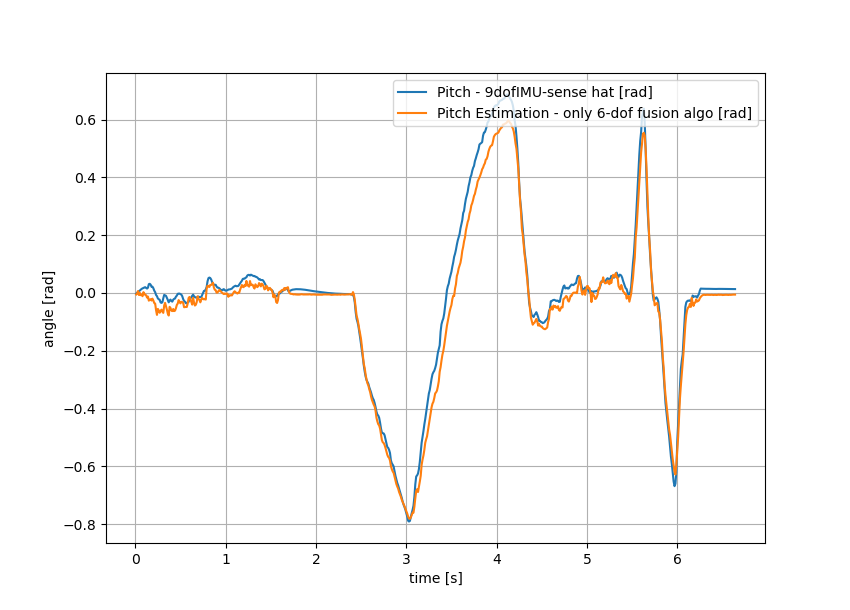 Pitch - 9dofIMU-sense hat [rad]
Pitch Estimation - only 6-dof fusion algo [rad]
0.6
0.4
0.2
0.0
−0.2
−0.4
−0.6
−0.8
angle [rad]
0 1 2 3 4 5 6
time [s]